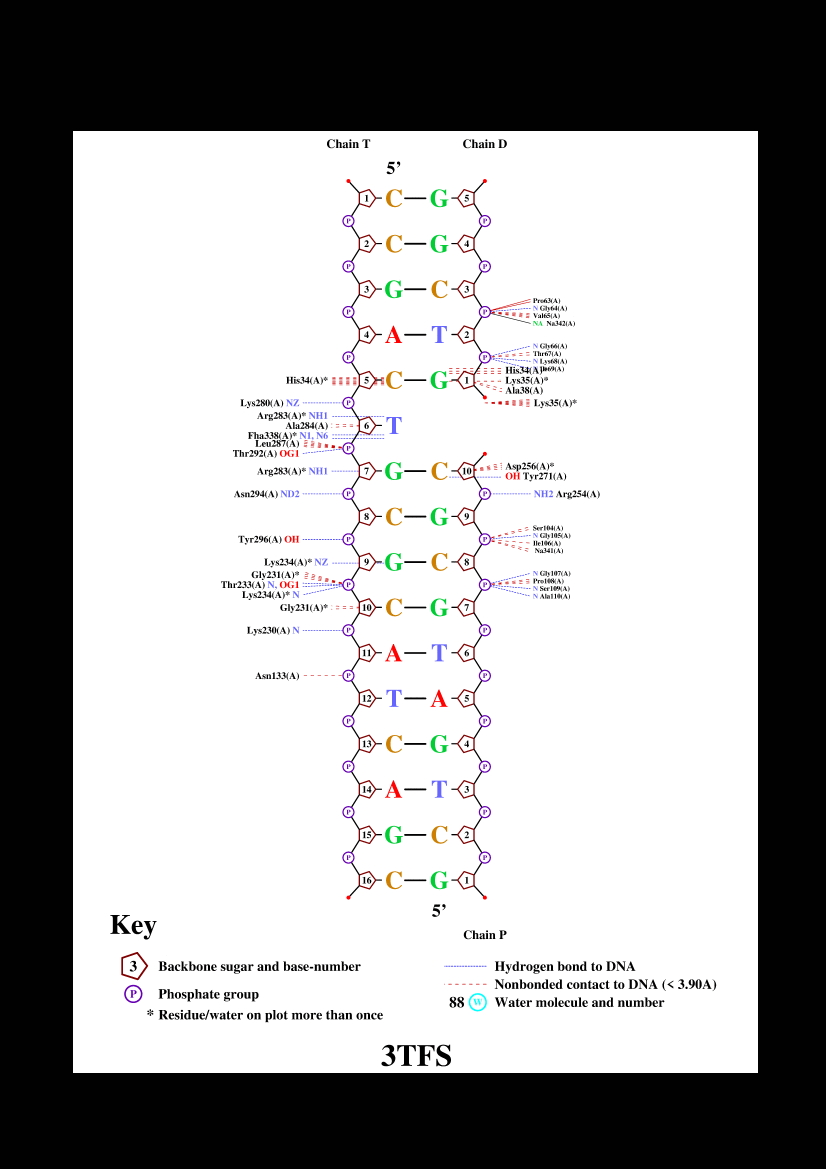 Chain T Chain D
5’
1 C G 5
P P
2 C G 4
P P
3 G C 3
Pro63(A)
N Gly64(A)
P P
Val65(A)
NA Na342(A)
4 A T 2
N Gly66(A)
Thr67(A)
P P
N Lys68(A)
His34(A)*
His34(A)* 5 C G 1 Lys35(A)*
Ala38(A)
Lys280(A) NZ P Lys35(A)*
Arg283(A)* NH1
Ala284(A) 6 T
Fha338(A)* N1, N6
Leu287(A)
P
Thr292(A) OG1
Asp256(A)*
Arg283(A)* NH1 7 G C 10
OH Tyr271(A)
Asn294(A) ND2 P P NH2 Arg254(A)
8 C G 9
Ser104(A)
N Gly105(A)
Tyr296(A) OH P P
Ile106(A)
Na341(A)
Lys234(A)* NZ 9 G C 8
Gly231(A)* N Gly107(A)
Pro108(A)
Thr233(A) N, OG1 P P
N Ser109(A)
Lys234(A)* N N Ala110(A)
Gly231(A)* 10 C G 7
Lys230(A) N P P
11 A T 6
Asn133(A) P P
12 T A 5
P P
13 C G 4
P P
14 A T 3
P P
15 G C 2
P P
16 C G 1
5’
Key
Chain P
3 Backbone sugar and base-number
Hydrogen bond to DNA
Nonbonded contact to DNA (< 3.90A)
P Phosphate group
88 W Water molecule and number
* Residue/water on plot more than once
3TFS